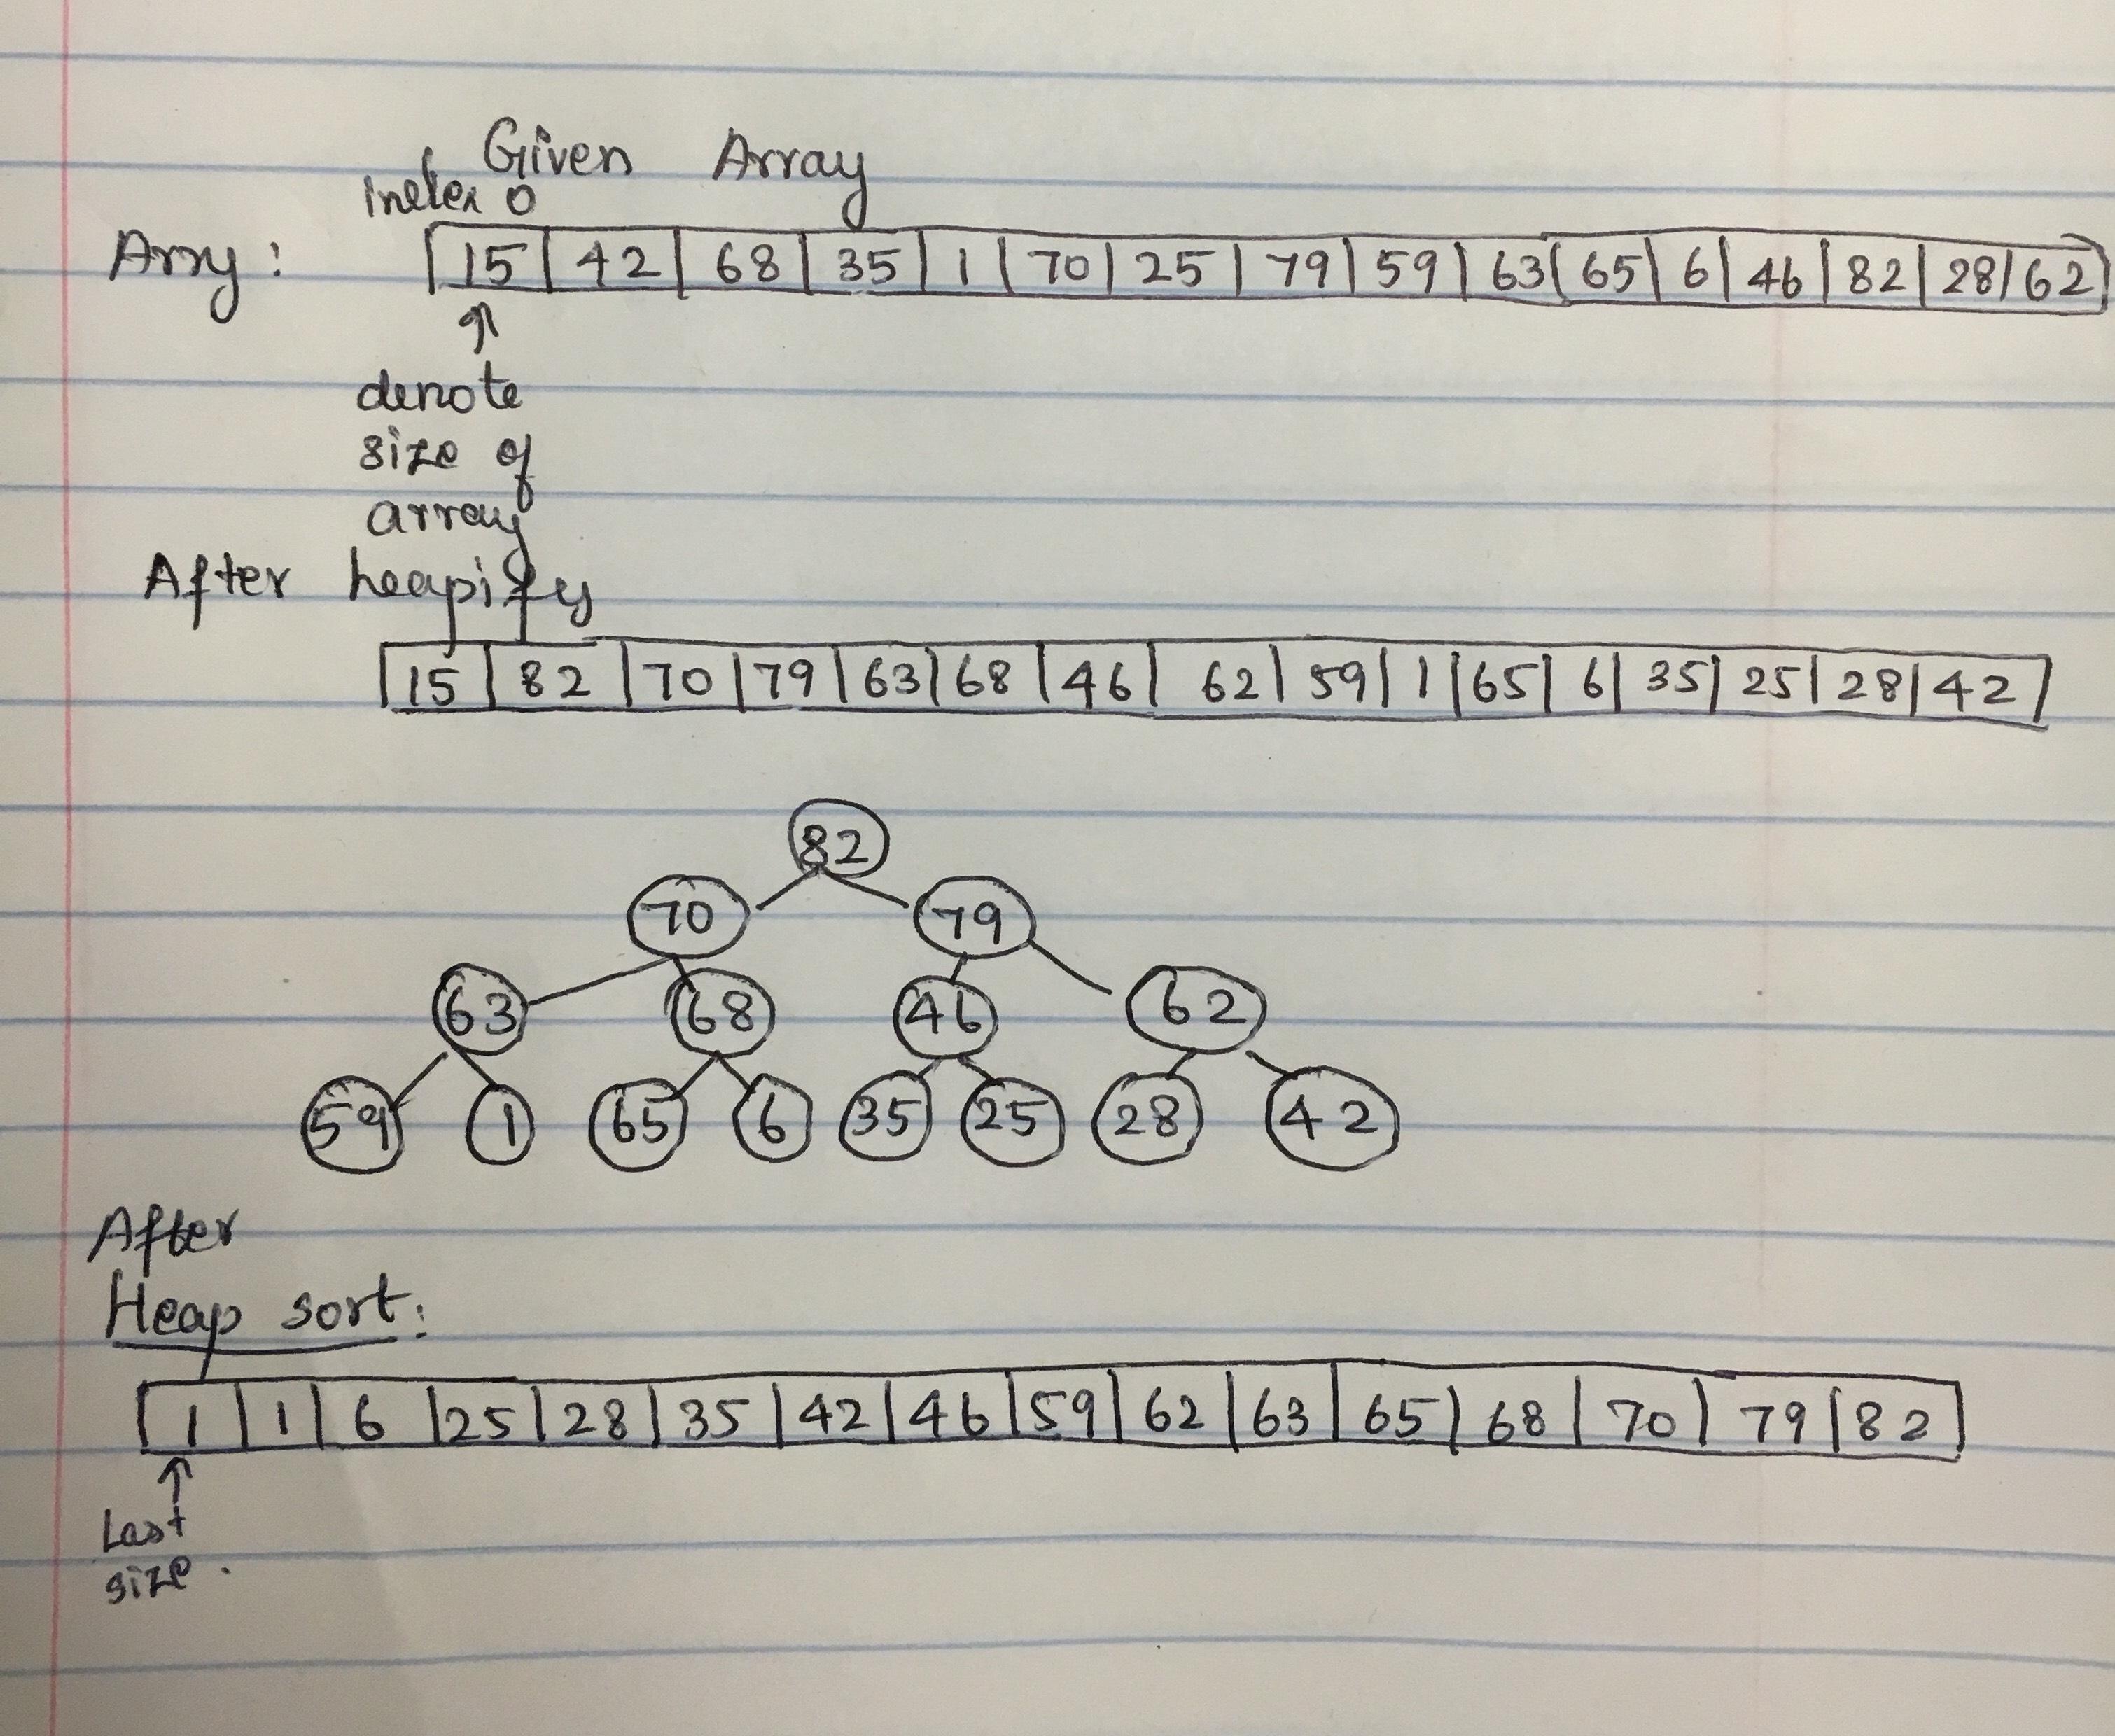 Given Array
index 0
Arry: 15 42 68 35 1 70 25 79 59 63 65 6 46 82 28 62
denote
size of
array
After heapify
15 82 70 79 63 68 46 62 59 1 65 6 35 25 28 42
82
70 79
63 68 46 62
59 1 65 6 35 25 28 42
After
Heap sort:
1 1 6 25 28 35 42 46 59 62 63 65 68 70 79 82
Last
size.